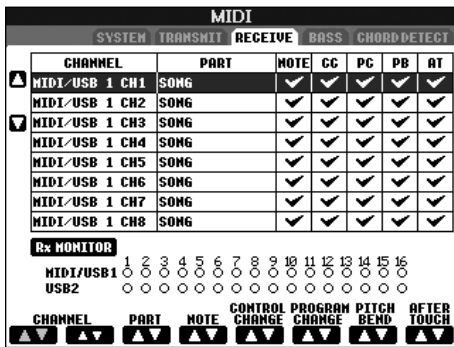 MIDI
SYSTEM TRANSMIT RECEIVE BASS CHORD DETECT
CHANNEL PART NOTE CC PC PB AT
MIDI/USB 1 CH1 SONG
MIDI/USB 1 CH2 SONG
MIDI/USB 1 CH3 SONG
MIDI/USB 1 CH4 SONG
MIDI/USB 1 CH5 SONG
MIDI/USB 1 CH6 SONG
MIDI/USB 1 CH7 SONG
MIDI/USB 1 CH8 SONG
Rx MONITOR
1 2 3 4 5 6 7 8 9 10 11 12 13 14 15 16
MIDI/USB1
USB2
CHANNEL PART NOTE CONTROL CHANGE PROGRAM CHANGE PITCH BEND AFTER TOUCH